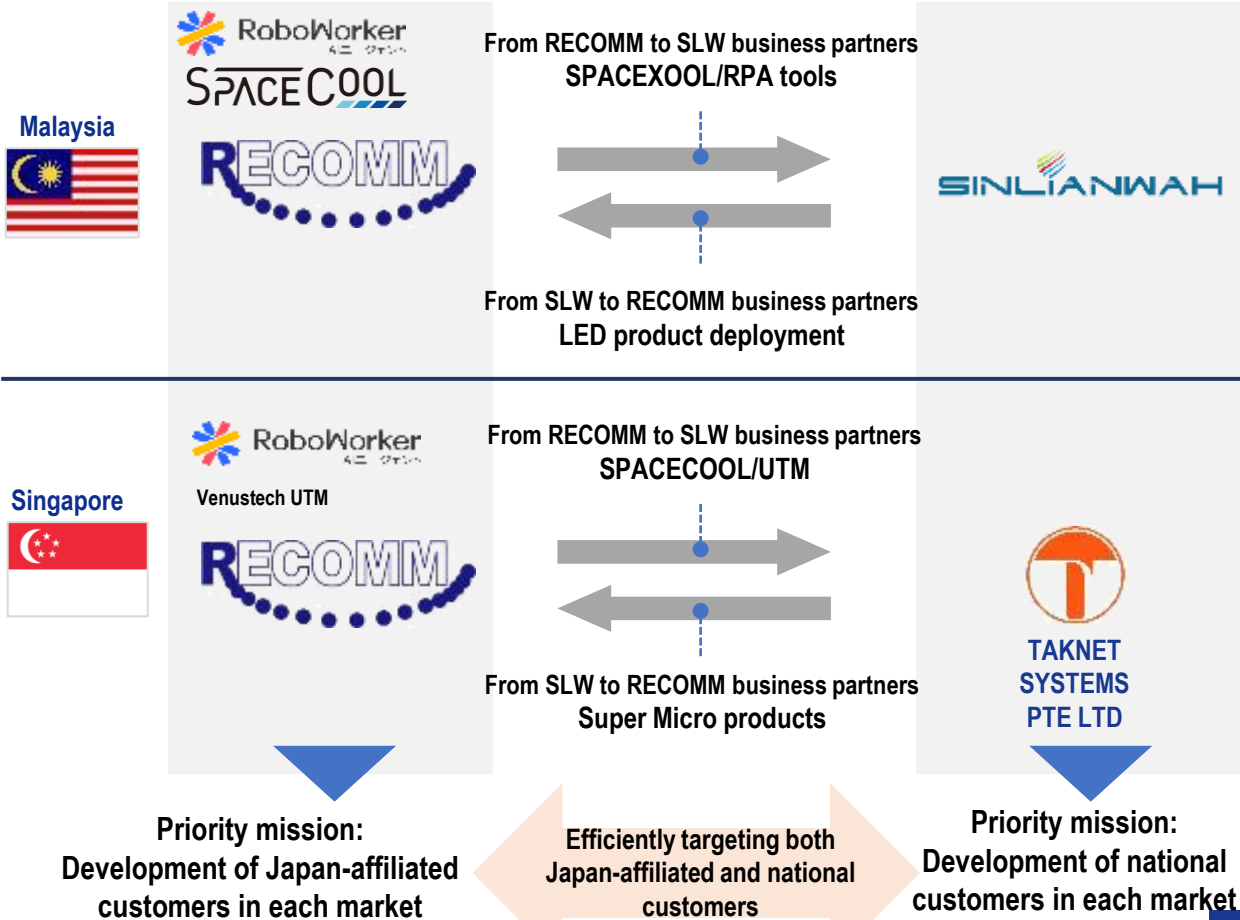 RoboWorker
SPACECOOL
Malaysia
RECOMM
From RECOMM to SLW business partners
SPACEXOOL/RPA tools
SINLIANWAH
From SLW to RECOMM business partners
LED product deployment
RoboWorker
Venustech UTM
Singapore
RECOMM
From RECOMM to SLW business partners
SPACECOOL/UTM
T
TAKNET
SYSTEMS
PTE LTD
From SLW to RECOMM business partners
Super Micro products
Priority mission:
Development of Japan-affiliated
customers in each market
Efficiently targeting both
Japan-affiliated and national
customers
Priority mission:
Development of national
customers in each market